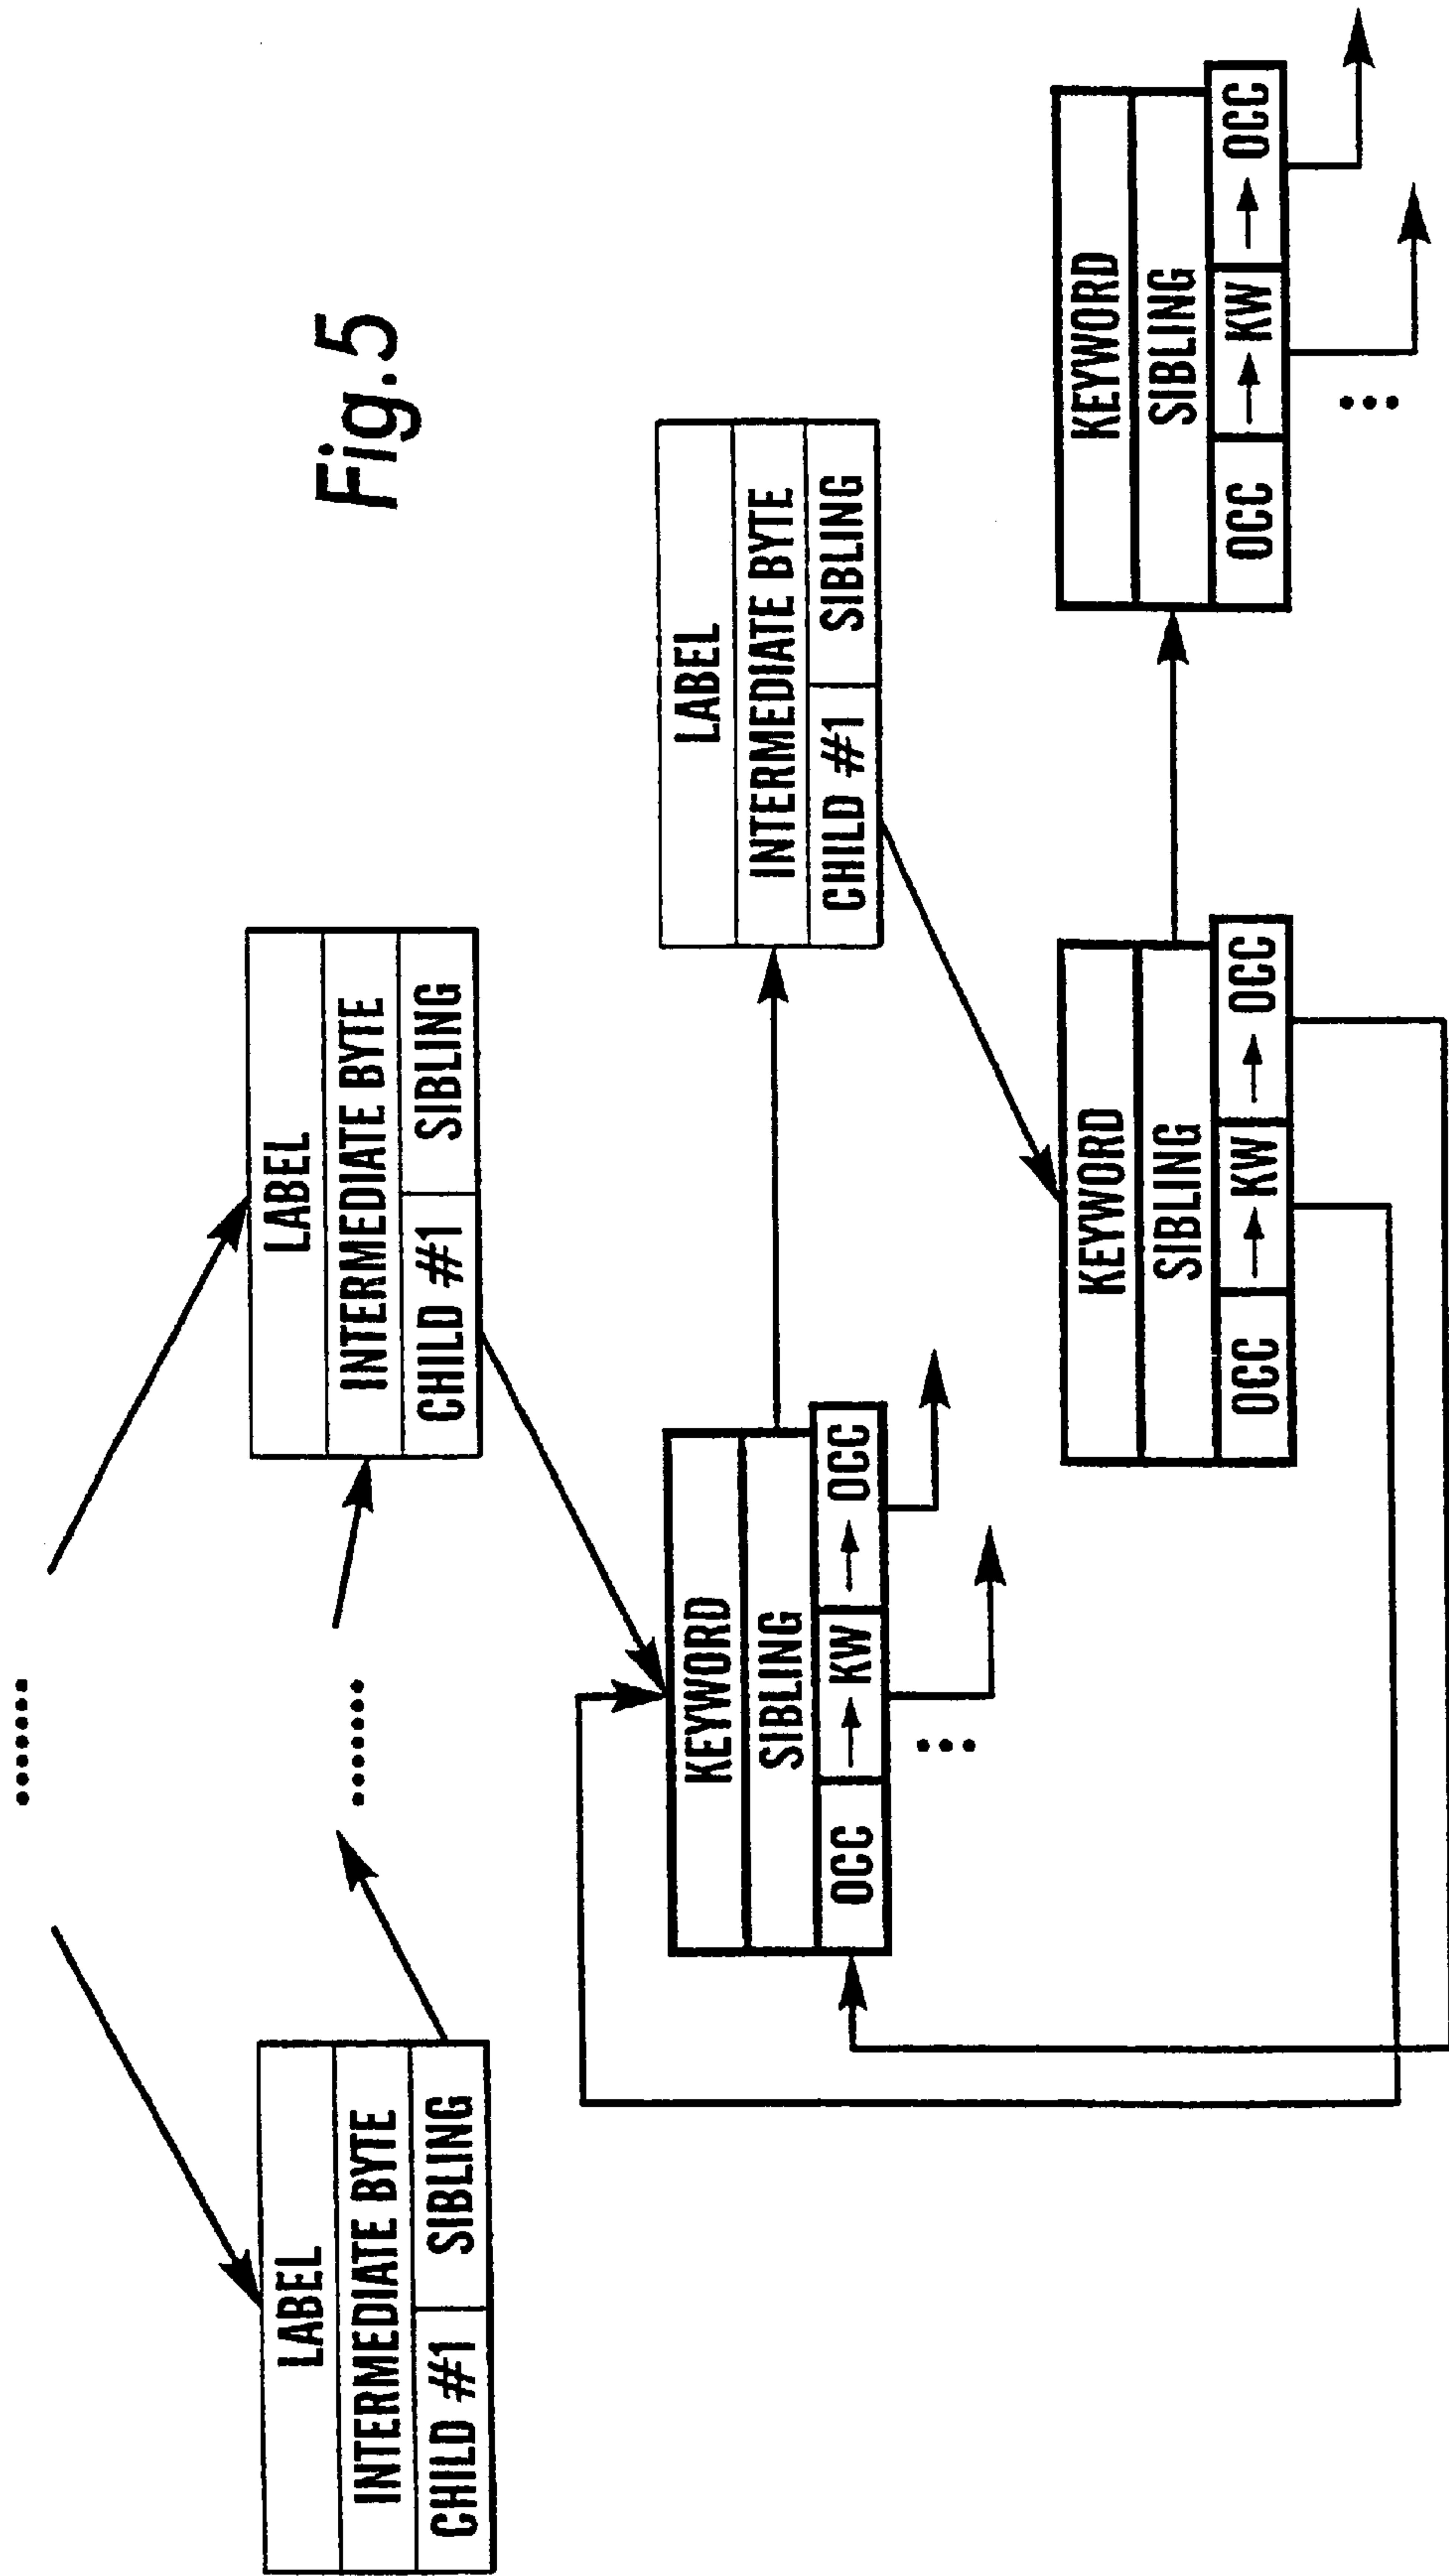 Fig.5
LABEL
INTERMEDIATE BYTE
CHILD #1 SIBLING
LABEL
INTERMEDIATE BYTE
CHILD #1 SIBLING
KEYWORD
SIBLING
OCC → KW → OCC
LABEL
INTERMEDIATE BYTE
CHILD #1 SIBLING
KEYWORD
SIBLING
OCC → KW → OCC
KEYWORD
SIBLING
OCC → KW → OCC